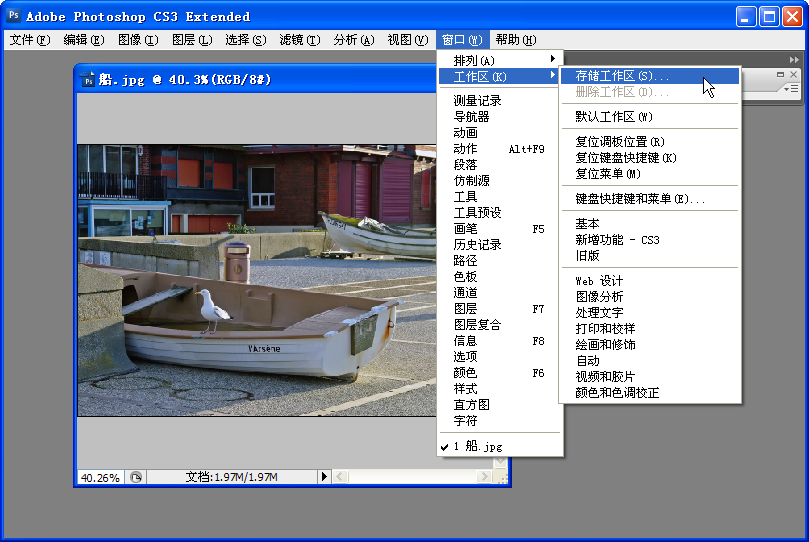 Ps Adobe Photoshop CS3 Extended
文件(F) 编辑(E) 图像(I) 图层(L) 选择(S) 滤镜(T) 分析(A) 视图(V) 窗口(W) 帮助(H)
Ps 船.jpg @ 40.3%(RGB/8#)
L'Arsène
40.26% 文档:1.97M/1.97M
排列(A)
工作区(K)
测量记录
导航器
动画
动作 Alt+F9
段落
仿制源
工具
工具预设
画笔 F5
历史记录
路径
色板
通道
图层 F7
图层复合
信息 F8
选项
颜色 F6
样式
直方图
字符
✓ 1 船.jpg
存储工作区(S)...
删除工作区(D)...
默认工作区(W)
复位调板位置(R)
复位键盘快捷键(K)
复位菜单(M)
键盘快捷键和菜单(E)...
基本
新增功能 - CS3
旧版
Web 设计
图像分析
处理文字
打印和校样
绘画和修饰
自动
视频和胶片
颜色和色调校正